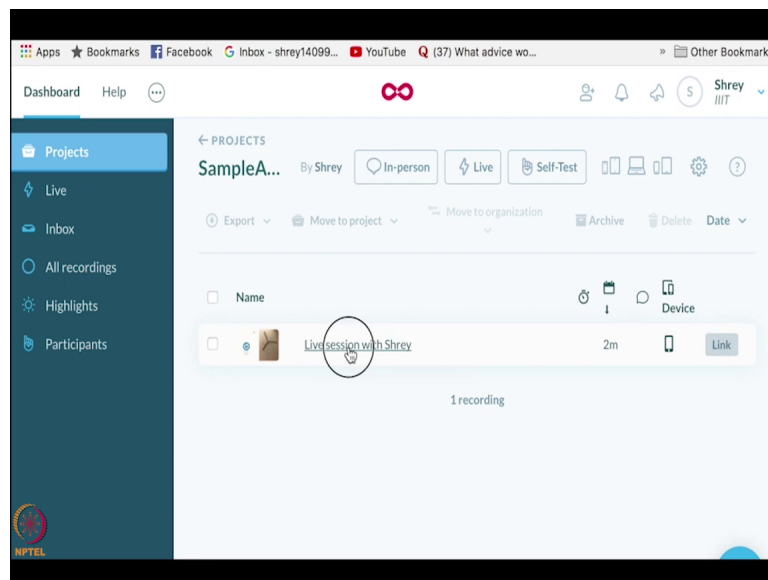 Apps Bookmarks Facebook Inbox - shrey14099... YouTube Q (37) What advice wo... » Other Bookmark
Dashboard Help S Shrey
IIIT
Projects
Live
Inbox
All recordings
Highlights
Participants
← PROJECTS
SampleA... By Shrey In-person Live Self-Test ?
Export Move to project Move to organization Archive Delete Date
Name Device
Live session with Shrey 2m Link
1 recording
NPTEL